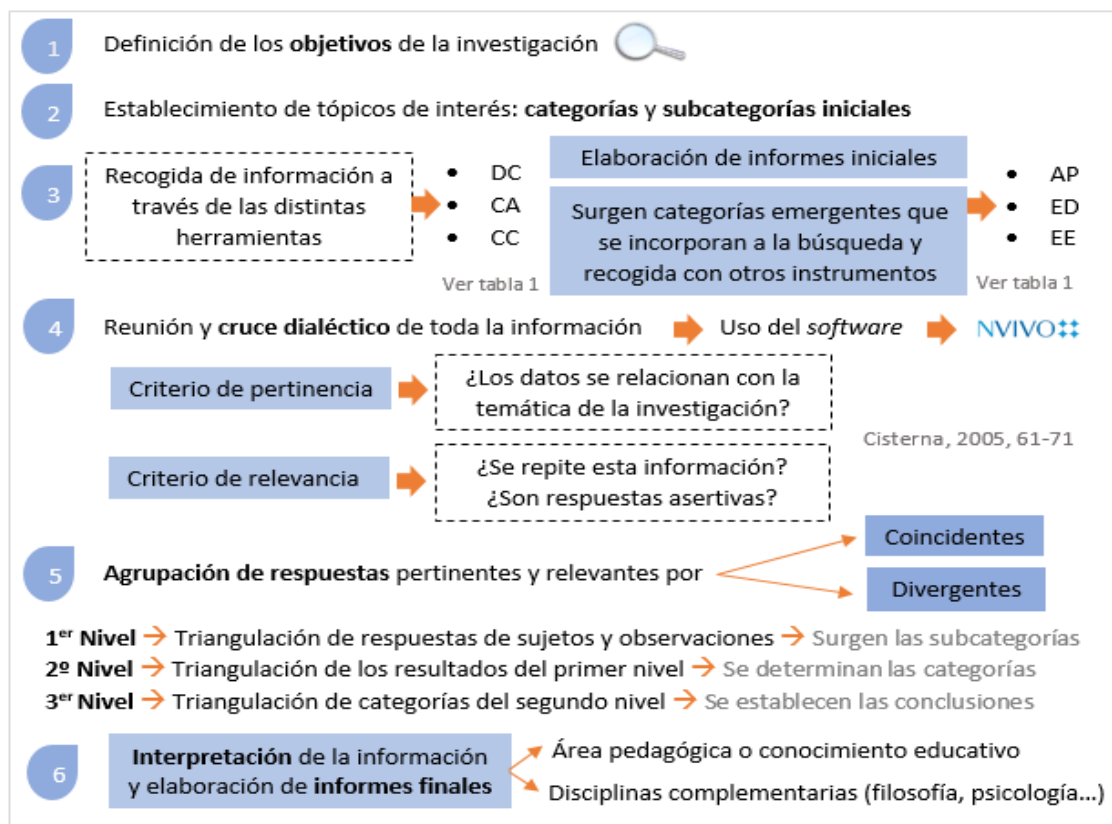 1 Definición de los objetivos de la investigación
2 Establecimiento de tópicos de interés: categorías y subcategorías iniciales
3
Recogida de información a
través de las distintas
herramientas
• DC
• CA
• CC
Ver tabla 1
Elaboración de informes iniciales
Surgen categorías emergentes que
se incorporan a la búsqueda y
recogida con otros instrumentos
• AP
• ED
• EE
Ver tabla 1
4 Reunión y cruce dialéctico de toda la información → Uso del software → NVIVO
Criterio de pertinencia
¿Los datos se relacionan con la
temática de la investigación?
Cisterna, 2005, 61-71
Criterio de relevancia
¿Se repite esta información?
¿Son respuestas asertivas?
5 Agrupación de respuestas pertinentes y relevantes por
Coincidentes
Divergentes
1er Nivel → Triangulación de respuestas de sujetos y observaciones → Surgen las subcategorías
2º Nivel → Triangulación de los resultados del primer nivel → Se determinan las categorías
3er Nivel → Triangulación de categorías del segundo nivel → Se establecen las conclusiones
6
Interpretación de la información
y elaboración de informes finales
Área pedagógica o conocimiento educativo
Disciplinas complementarias (filosofía, psicología...)